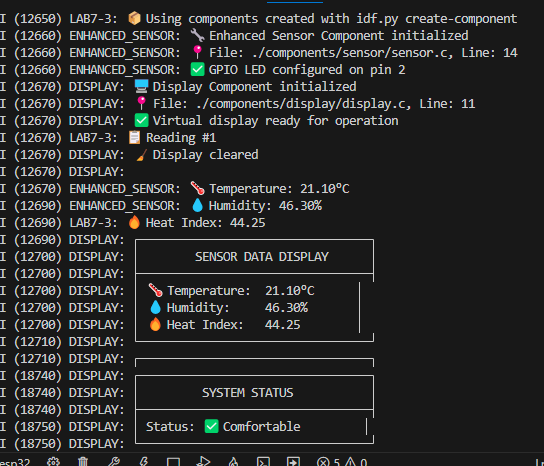 I (12650) LAB7-3: 📦 Using components created with idf.py create-component
I (12660) ENHANCED_SENSOR: 🔧 Enhanced Sensor Component initialized
I (12660) ENHANCED_SENSOR: 📍 File: ./components/sensor/sensor.c, Line: 14
I (12660) ENHANCED_SENSOR: ✅ GPIO LED configured on pin 2
I (12670) DISPLAY: 🖥️ Display Component initialized
I (12670) DISPLAY: 📍 File: ./components/display/display.c, Line: 11
I (12670) DISPLAY: ✅ Virtual display ready for operation
I (12670) LAB7-3: 📋 Reading #1
I (12670) DISPLAY: 🧹 Display cleared
I (12670) DISPLAY:
I (12670) ENHANCED_SENSOR: 🌡️ Temperature: 21.10°C
I (12690) ENHANCED_SENSOR: 💧 Humidity: 46.30%
I (12690) LAB7-3: 🔥 Heat Index: 44.25
I (12690) DISPLAY:
I (12700) DISPLAY: SENSOR DATA DISPLAY
I (12700) DISPLAY:
I (12700) DISPLAY: 🌡️ Temperature: 21.10°C
I (12700) DISPLAY: 💧 Humidity: 46.30%
I (12700) DISPLAY: 🔥 Heat Index: 44.25
I (12710) DISPLAY:
I (12710) DISPLAY:
I (18740) DISPLAY:
I (18740) DISPLAY: SYSTEM STATUS
I (18740) DISPLAY:
I (18750) DISPLAY: Status: ✅ Comfortable
I (18750) DISPLAY:
esp32 5 0